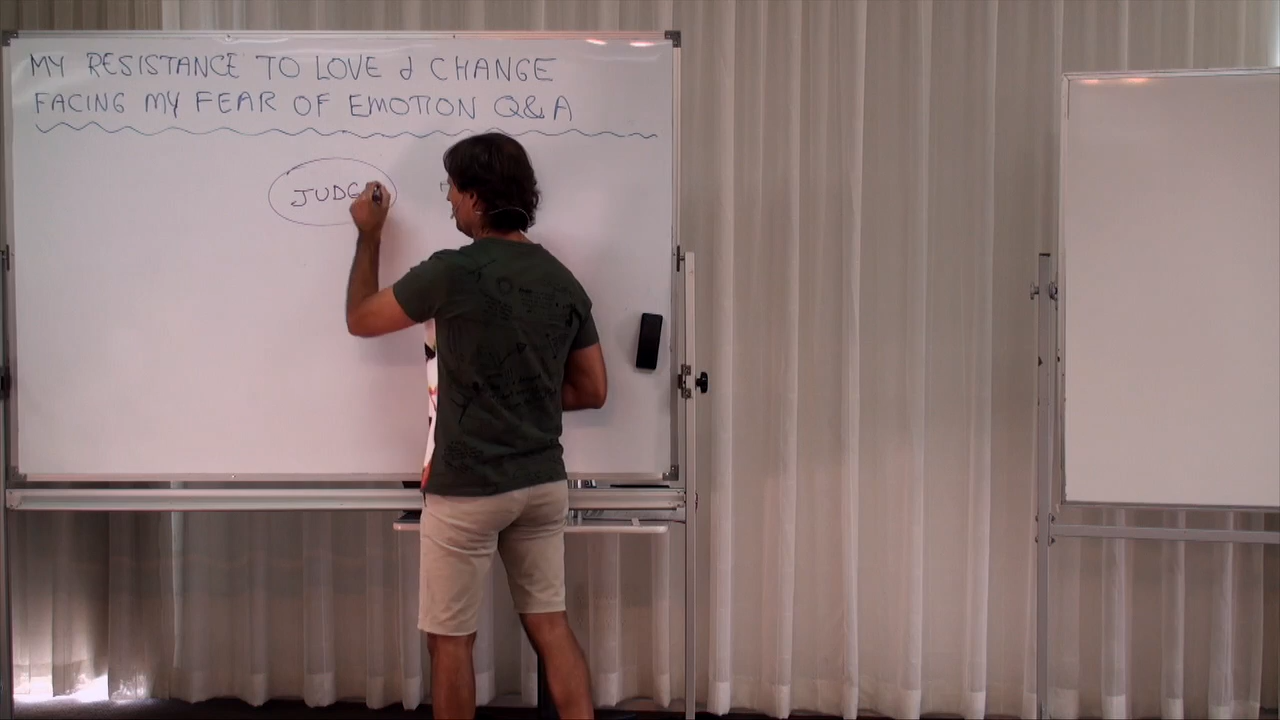 MY RESISTANCE TO LOVE & CHANGE
FACING MY FEAR OF EMOTION Q&A
JUDG